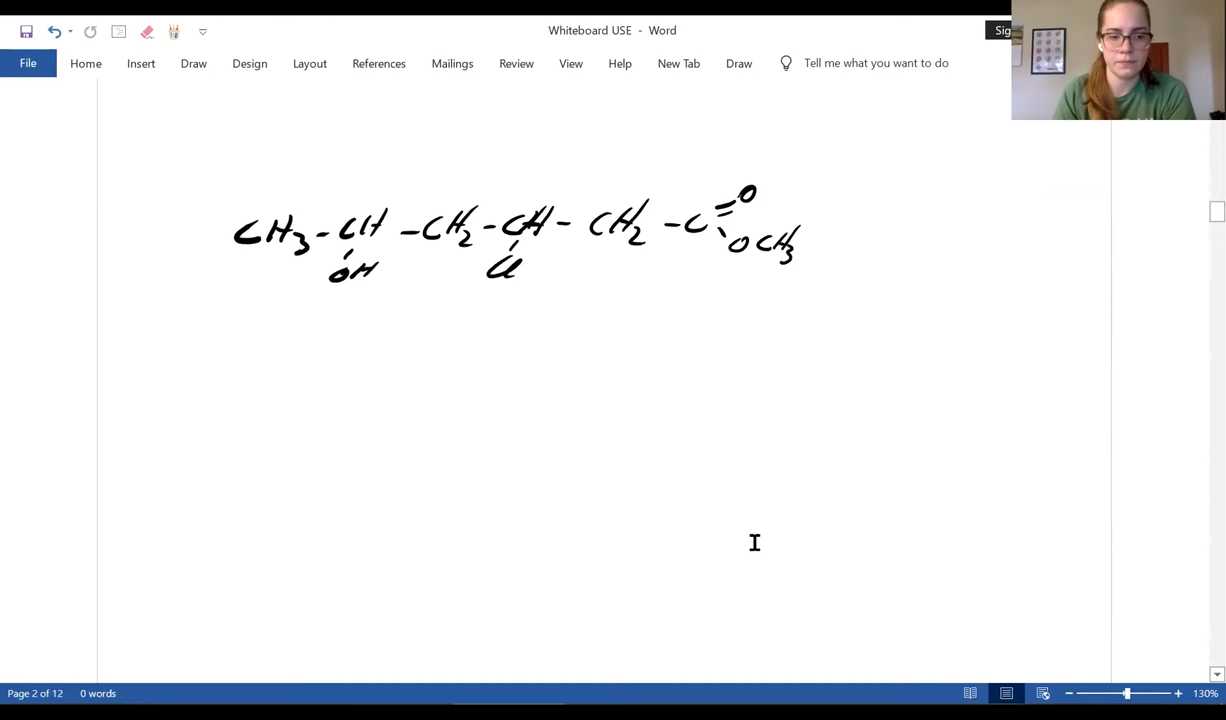 Whiteboard USE - Word
Sig
File Home Insert Draw Design Layout References Mailings Review View Help New Tab Draw Tell me what you want to do
O
CH3 - CH - CH2 - CH - CH2 - C
OH Cl OCH3
Page 2 of 12 0 words 130%